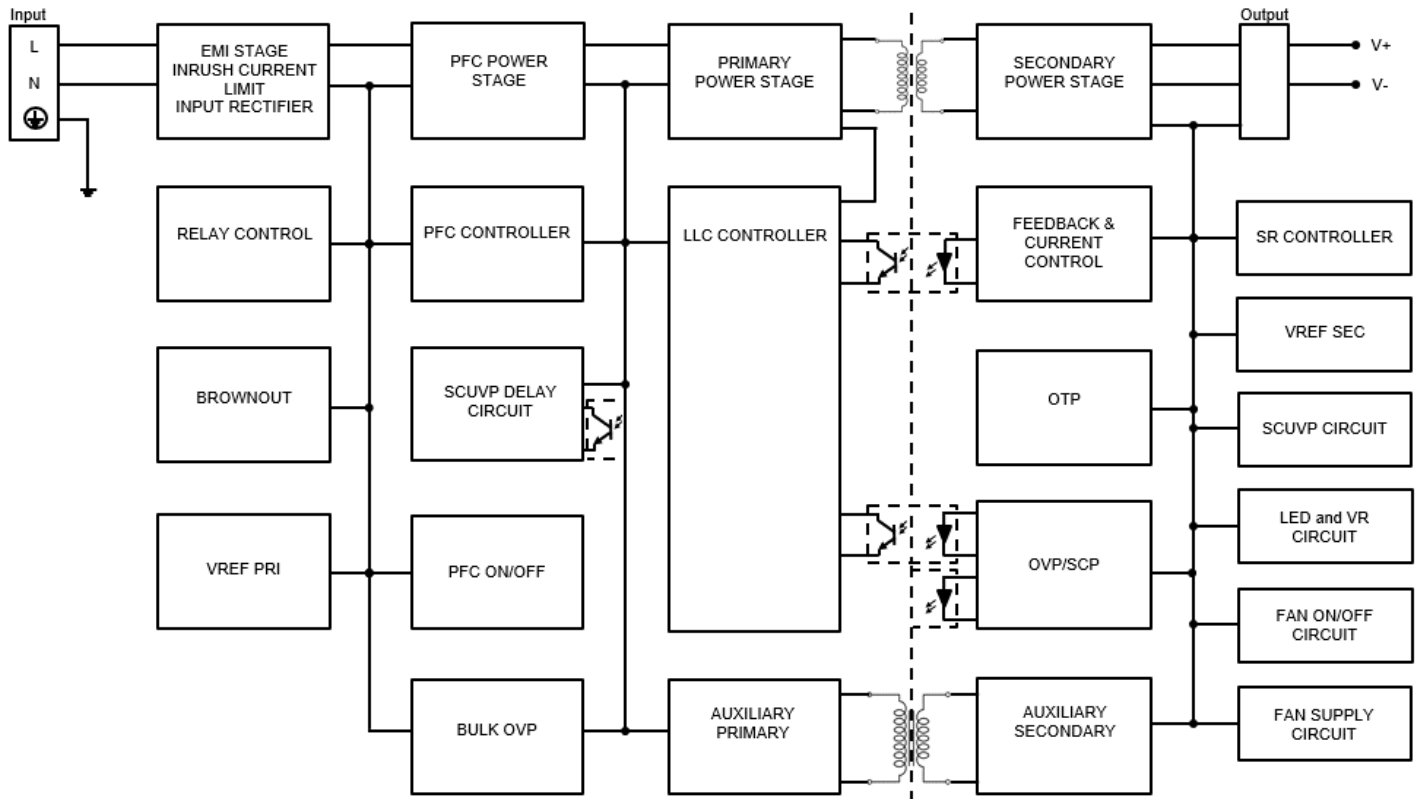 Input
Output
L
N
EMI STAGE
INRUSH CURRENT
LIMIT
INPUT RECTIFIER
PFC POWER
STAGE
PRIMARY
POWER STAGE
SECONDARY
POWER STAGE
V+
V-
RELAY CONTROL
PFC CONTROLLER
LLC CONTROLLER
FEEDBACK &
CURRENT
CONTROL
SR CONTROLLER
VREF SEC
BROWNOUT
SCUVP DELAY
CIRCUIT
OTP
SCUVP CIRCUIT
LED and VR
CIRCUIT
VREF PRI
PFC ON/OFF
OVP/SCP
FAN ON/OFF
CIRCUIT
BULK OVP
AUXILIARY
PRIMARY
AUXILIARY
SECONDARY
FAN SUPPLY
CIRCUIT